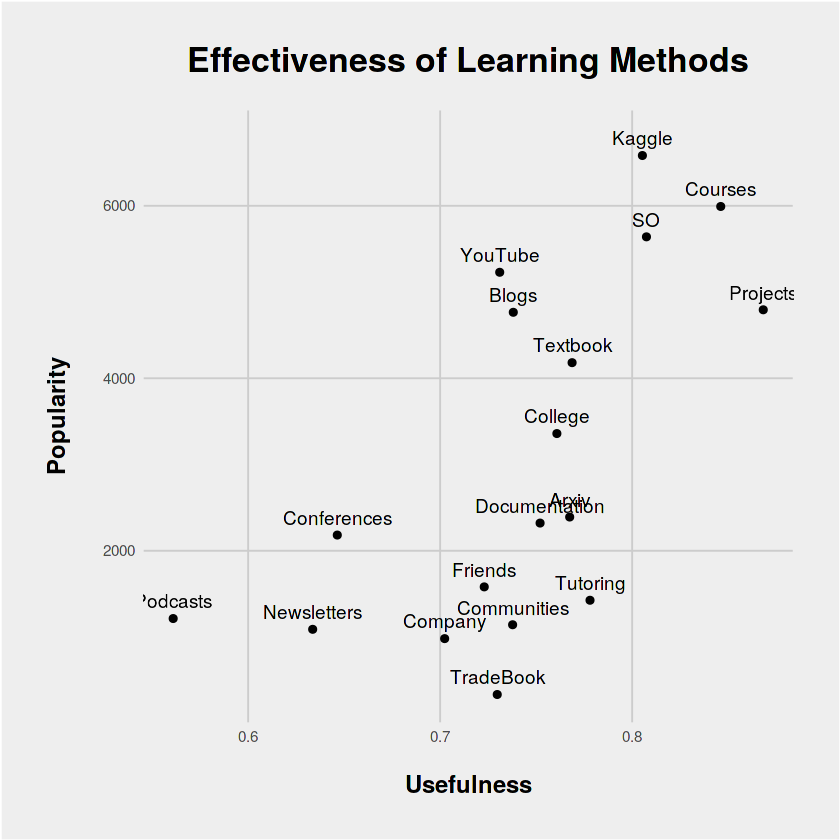 Effectiveness of Learning Methods
Kaggle
Courses
6000
SO
YouTube
Blogs
Projects
Textbook
4000
College
Popularity
Arxiv
Documentation
Conferences
2000
Friends
Tutoring
Podcasts
Newsletters
Communities
Company
TradeBook
0.6 0.7 0.8
Usefulness